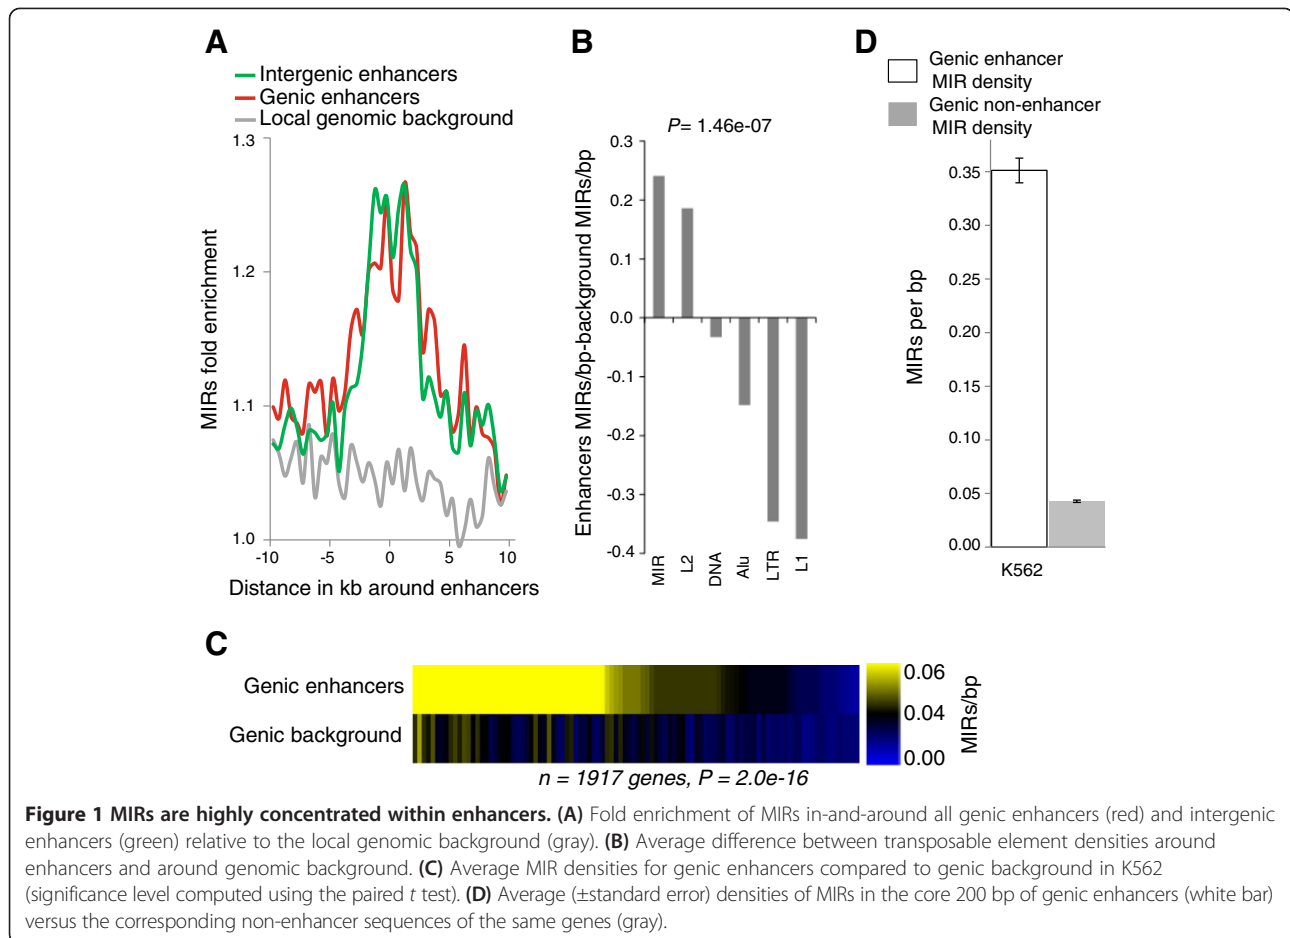 A
Intergenic enhancers
Genic enhancers
Local genomic background
MIRs fold enrichment
1.3
1.2
1.1
1.0
-10
-5
0
5
10
Distance in kb around enhancers
B
P= 1.46e-07
Enhancers MIRs/bp-background MIRs/bp
0.3
0.2
0.1
0.0
-0.1
-0.2
-0.3
-0.4
MIR
L2
DNA
Alu
LTR
L1
D
Genic enhancer
MIR density
Genic non-enhancer
MIR density
MIRs per bp
0.35
0.30
0.25
0.20
0.15
0.10
0.05
0.00
K562
C
Genic enhancers
Genic background
0.06
0.04
0.00
MIRs/bp
n = 1917 genes, P = 2.0e-16
Figure 1 MIRs are highly concentrated within enhancers. (A) Fold enrichment of MIRs in-and-around all genic enhancers (red) and intergenic
enhancers (green) relative to the local genomic background (gray). (B) Average difference between transposable element densities around
enhancers and around genomic background. (C) Average MIR densities for genic enhancers compared to genic background in K562
(significance level computed using the paired t test). (D) Average (±standard error) densities of MIRs in the core 200 bp of genic enhancers (white bar)
versus the corresponding non-enhancer sequences of the same genes (gray).